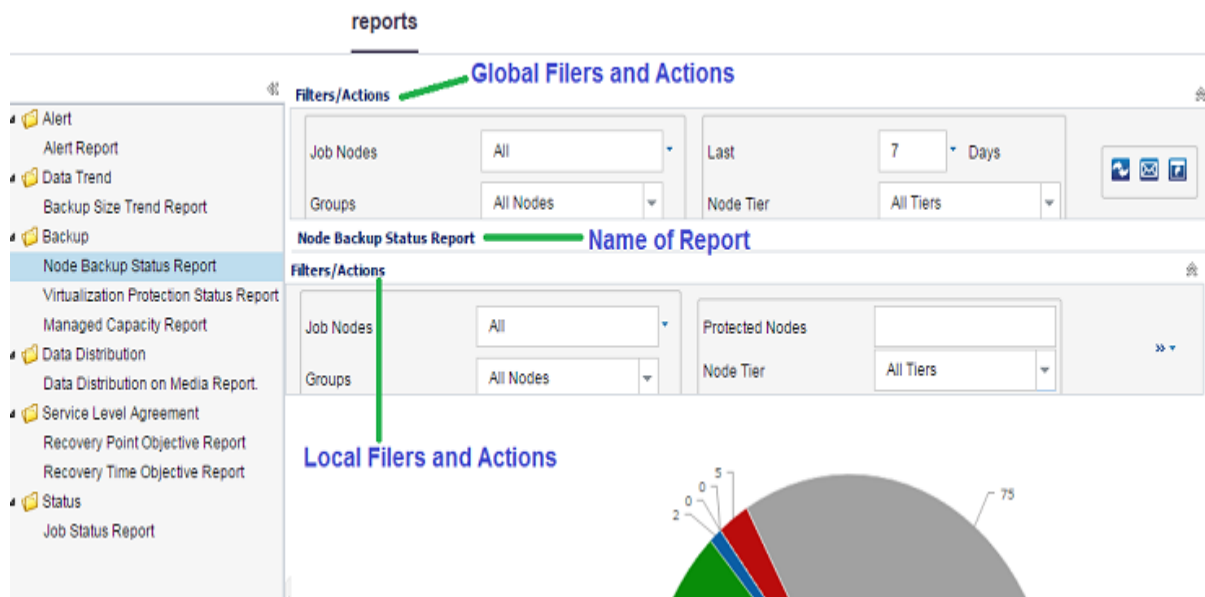 reports
Global Filers and Actions
Filters/Actions
Alert
Alert Report
Data Trend
Backup Size Trend Report
Backup
Node Backup Status Report
Virtualization Protection Status Report
Managed Capacity Report
Data Distribution
Data Distribution on Media Report.
Service Level Agreement
Recovery Point Objective Report
Recovery Time Objective Report
Status
Job Status Report
Job Nodes All Last 7 Days
Groups All Nodes Node Tier All Tiers
Node Backup Status Report Name of Report
Filters/Actions
Job Nodes All Protected Nodes
Groups All Nodes Node Tier All Tiers
Local Filers and Actions
2 0 0 5 75